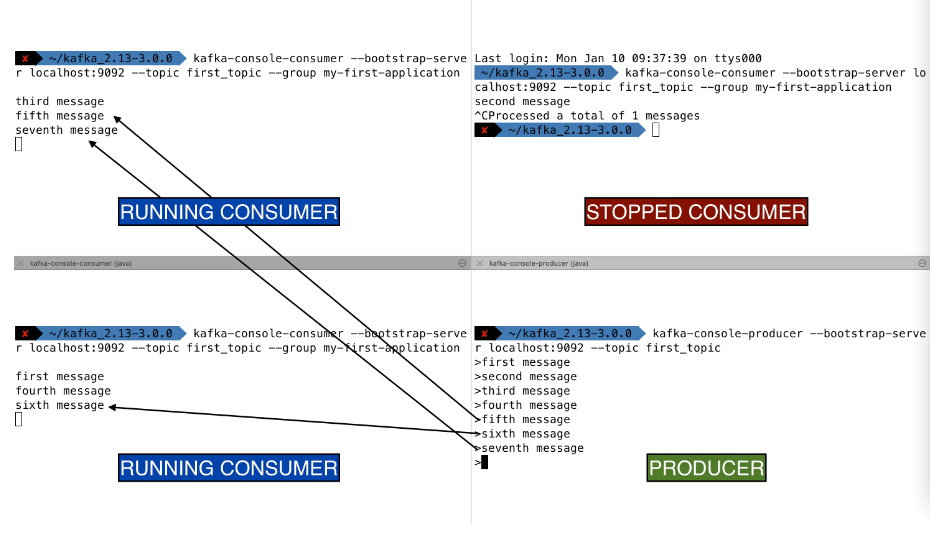 ✘ ~/kafka_2.13-3.0.0 kafka-console-consumer --bootstrap-serve
r localhost:9092 --topic first_topic --group my-first-application
third message
fifth message
seventh message
RUNNING CONSUMER
Last login: Mon Jan 10 09:37:39 on ttys000
~/kafka_2.13-3.0.0 kafka-console-consumer --bootstrap-server lo
calhost:9092 --topic first_topic --group my-first-application
second message
^CProcessed a total of 1 messages
✘ ~/kafka_2.13-3.0.0
STOPPED CONSUMER
kafka-console-consumer (java)
✘ ~/kafka_2.13-3.0.0 kafka-console-consumer --bootstrap-serve
r localhost:9092 --topic first_topic --group my-first-application
first message
fourth message
sixth message
RUNNING CONSUMER
kafka-console-producer (java)
✘ ~/kafka_2.13-3.0.0 kafka-console-producer --bootstrap-serve
r localhost:9092 --topic first_topic
>first message
>second message
>third message
>fourth message
>fifth message
>sixth message
>seventh message
>
PRODUCER